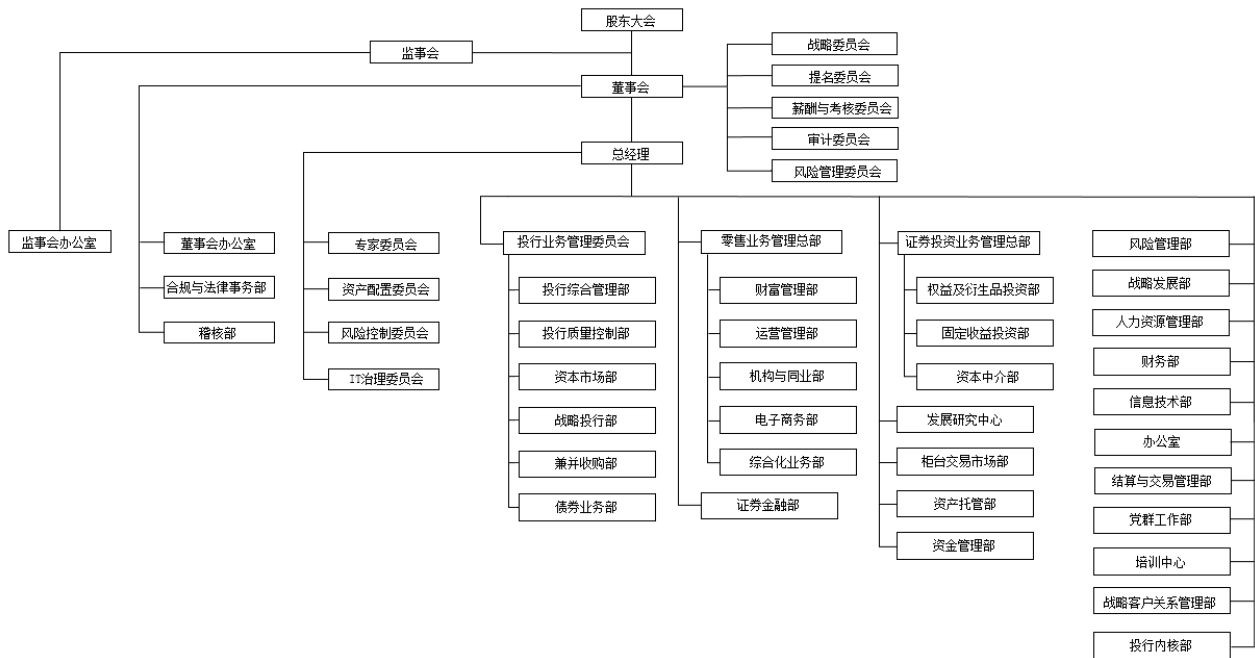 股东大会
监事会
董事会
战略委员会
提名委员会
薪酬与考核委员会
审计委员会
风险管理委员会
总经理
监事会办公室
董事会办公室
合规与法律事务部
稽核部
专家委员会
资产配置委员会
风险控制委员会
IT治理委员会
投行业务管理委员会
投行综合管理部
投行质量控制部
资本市场部
战略投行部
兼并收购部
债券业务部
零售业务管理总部
财富管理部
运营管理部
机构与同业部
电子商务部
综合化业务部
证券金融部
证券投资业务管理总部
权益及衍生品投资部
固定收益投资部
资本中介部
发展研究中心
柜台交易市场部
资产托管部
资金管理部
风险管理部
战略发展部
人力资源管理部
财务部
信息技术部
办公室
结算与交易管理部
党群工作部
培训中心
战略客户关系管理部
投行内核部